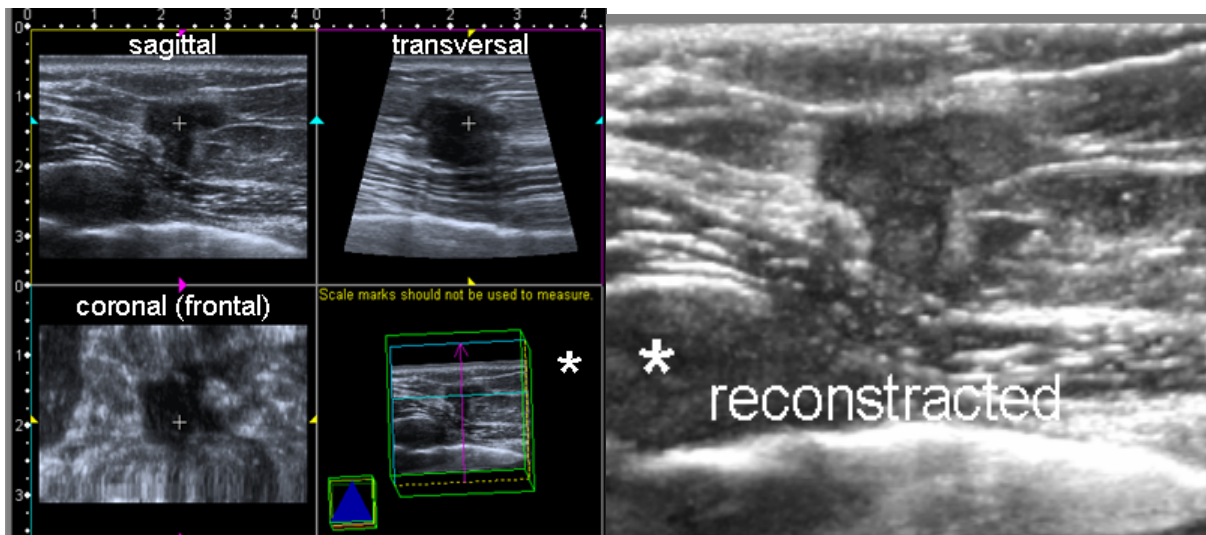 0 1 2 3 4 0 1 2 3 4
0
sagittal
transversal
1
2
3
0
coronal (frontal)
Scale marks should not be used to measure.
1
*
*
2
reconstracted
3